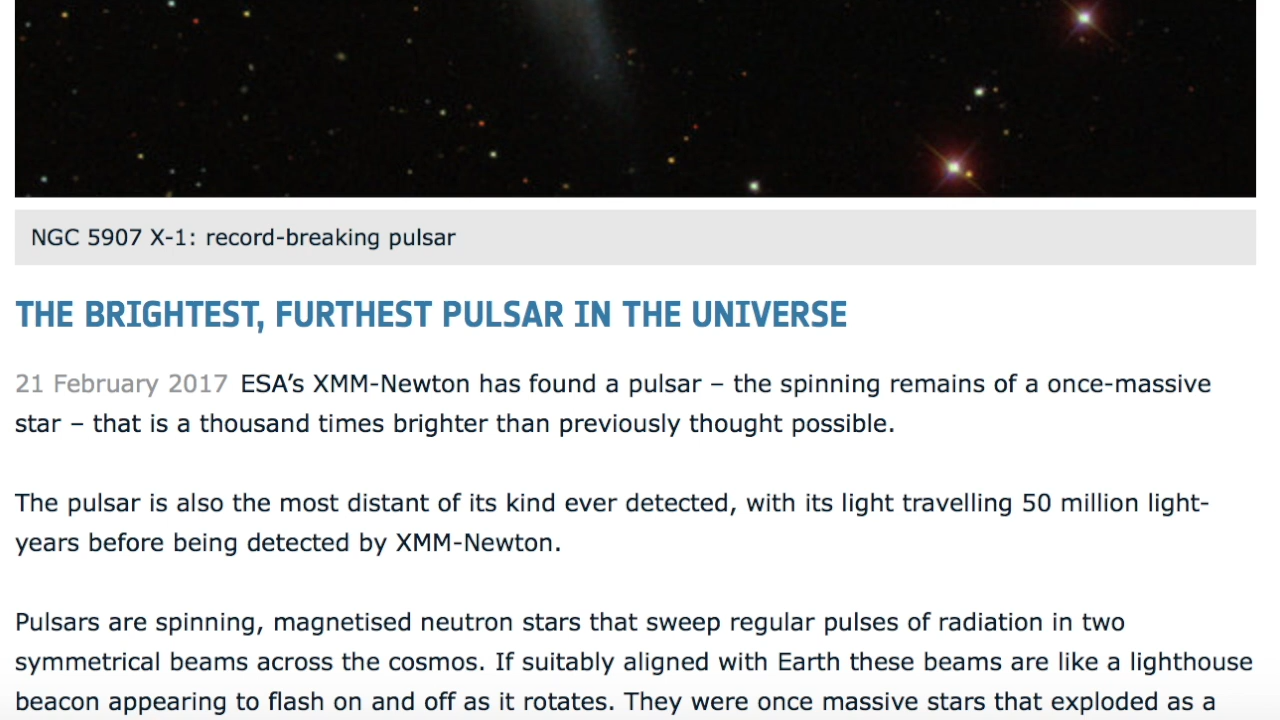 NGC 5907 X-1: record-breaking pulsar
THE BRIGHTEST, FURTHEST PULSAR IN THE UNIVERSE
21 February 2017 ESA’s XMM-Newton has found a pulsar – the spinning remains of a once-massive
star – that is a thousand times brighter than previously thought possible.
The pulsar is also the most distant of its kind ever detected, with its light travelling 50 million light-
years before being detected by XMM-Newton.
Pulsars are spinning, magnetised neutron stars that sweep regular pulses of radiation in two
symmetrical beams across the cosmos. If suitably aligned with Earth these beams are like a lighthouse
beacon appearing to flash on and off as it rotates. They were once massive stars that exploded as a